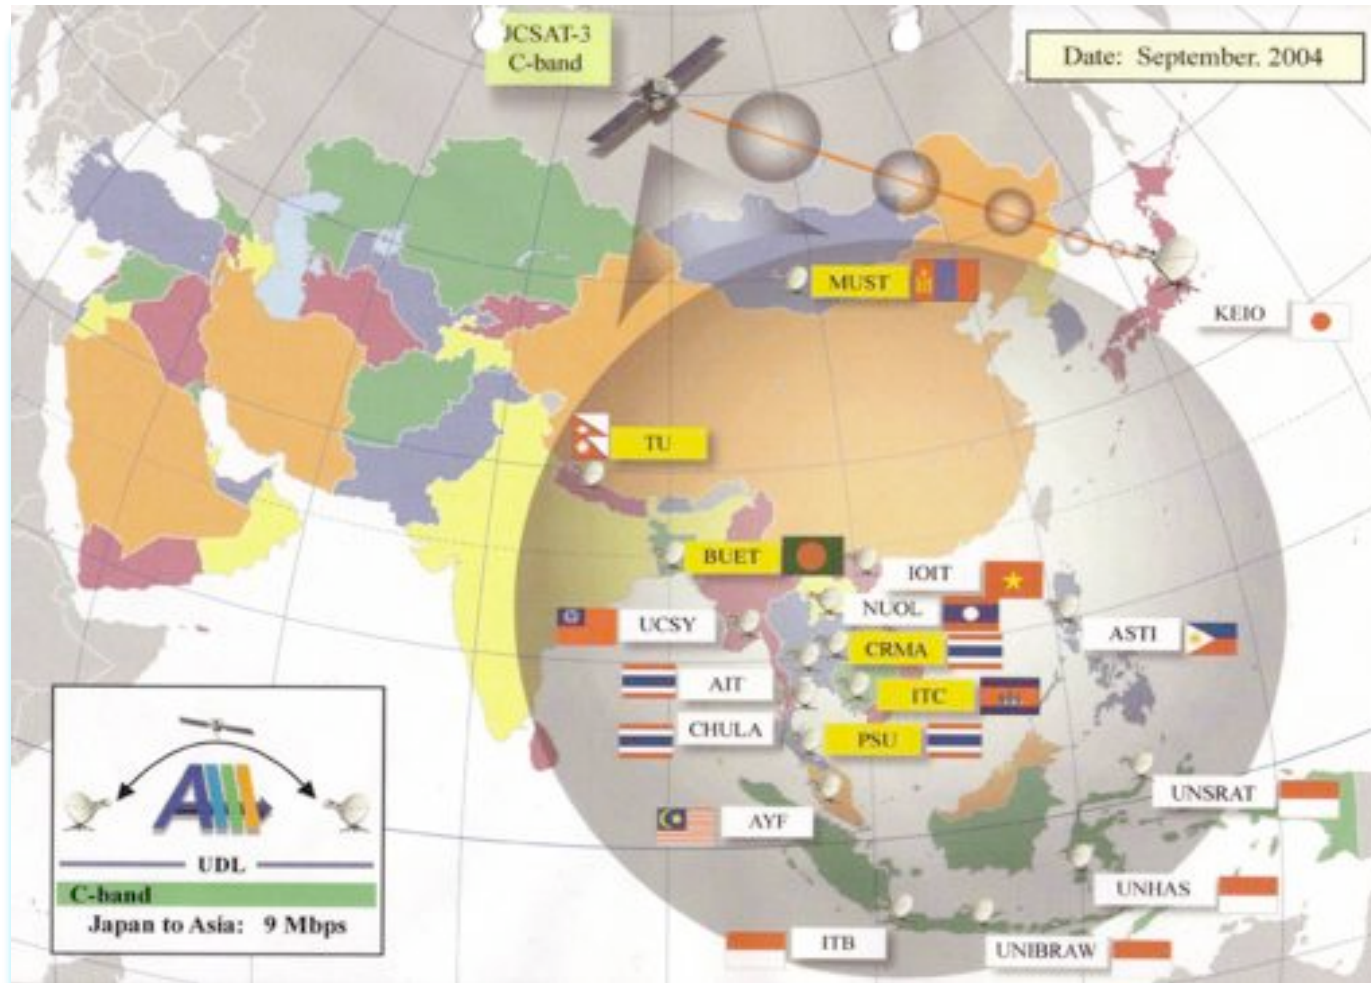 JCSAT-3
C-band
Date: September. 2004
MUST
KEIO
TU
BUET
IOIT
NUOL
UCSY
ASTI
CRMA
AIT
ITC
CHULA
PSU
UNSRAT
AYF
UNHAS
ITB
UNIBRAW
AIII
UDL
C-band
Japan to Asia: 9 Mbps